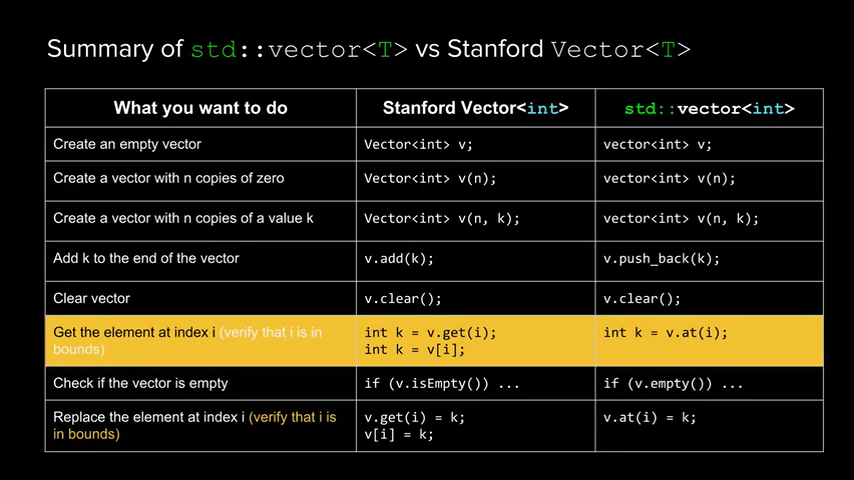 Summary of std::vector<T> vs Stanford Vector<T>
What you want to do
Stanford Vector<int>
std::vector<int>
Create an empty vector
Vector<int> v;
vector<int> v;
Create a vector with n copies of zero
Vector<int> v(n);
vector<int> v(n);
Create a vector with n copies of a value k
Vector<int> v(n, k);
vector<int> v(n, k);
Add k to the end of the vector
v.add(k);
v.push_back(k);
Clear vector
v.clear();
v.clear();
Get the element at index i (verify that i is in
bounds)
int k = v.get(i);
int k = v[i];
int k = v.at(i);
Check if the vector is empty
if (v.isEmpty()) ...
if (v.empty()) ...
Replace the element at index i (verify that i is
in bounds)
v.get(i) = k;
v[i] = k;
v.at(i) = k;